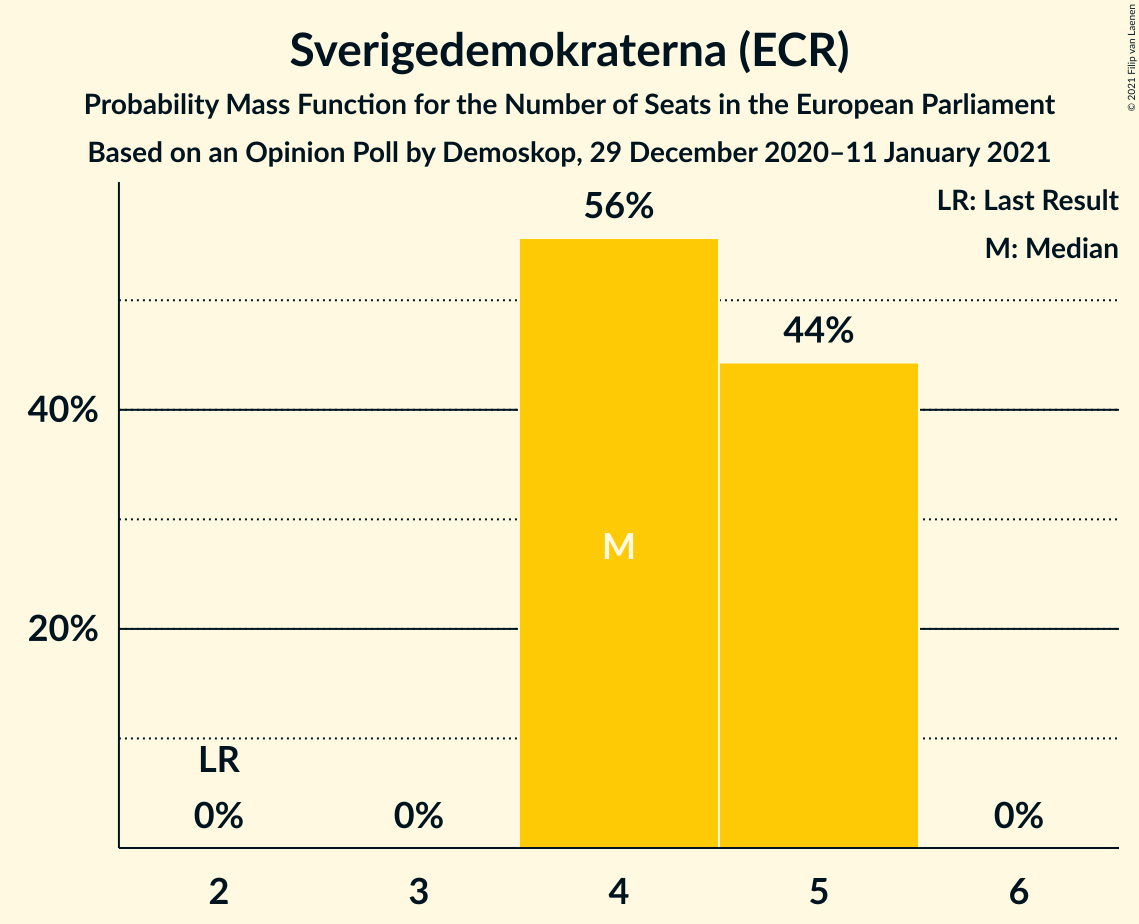 Sverigedemokraterna (ECR)
Probability Mass Function for the Number of Seats in the European Parliament
Based on an Opinion Poll by Demoskop, 29 December 2020–11 January 2021
© 2021 Filip van Laenen
LR: Last Result
M: Median
56%
44%
40%
M
20%
LR
0%
0%
0%
2
3
4
5
6